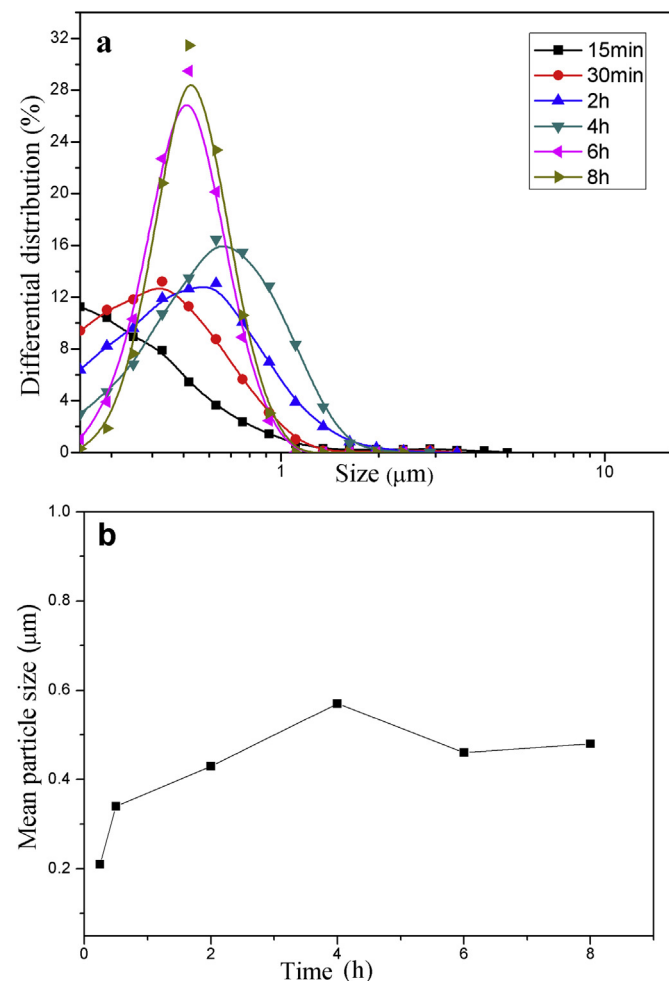 a
32
28
24
20
16
12
8
4
0
Differential distribution (%)
15min
30min
2h
4h
6h
8h
1
10
Size (μm)
b
1.0
0.8
0.6
0.4
0.2
Mean particle size (μm)
0
2
4
6
8
Time (h)